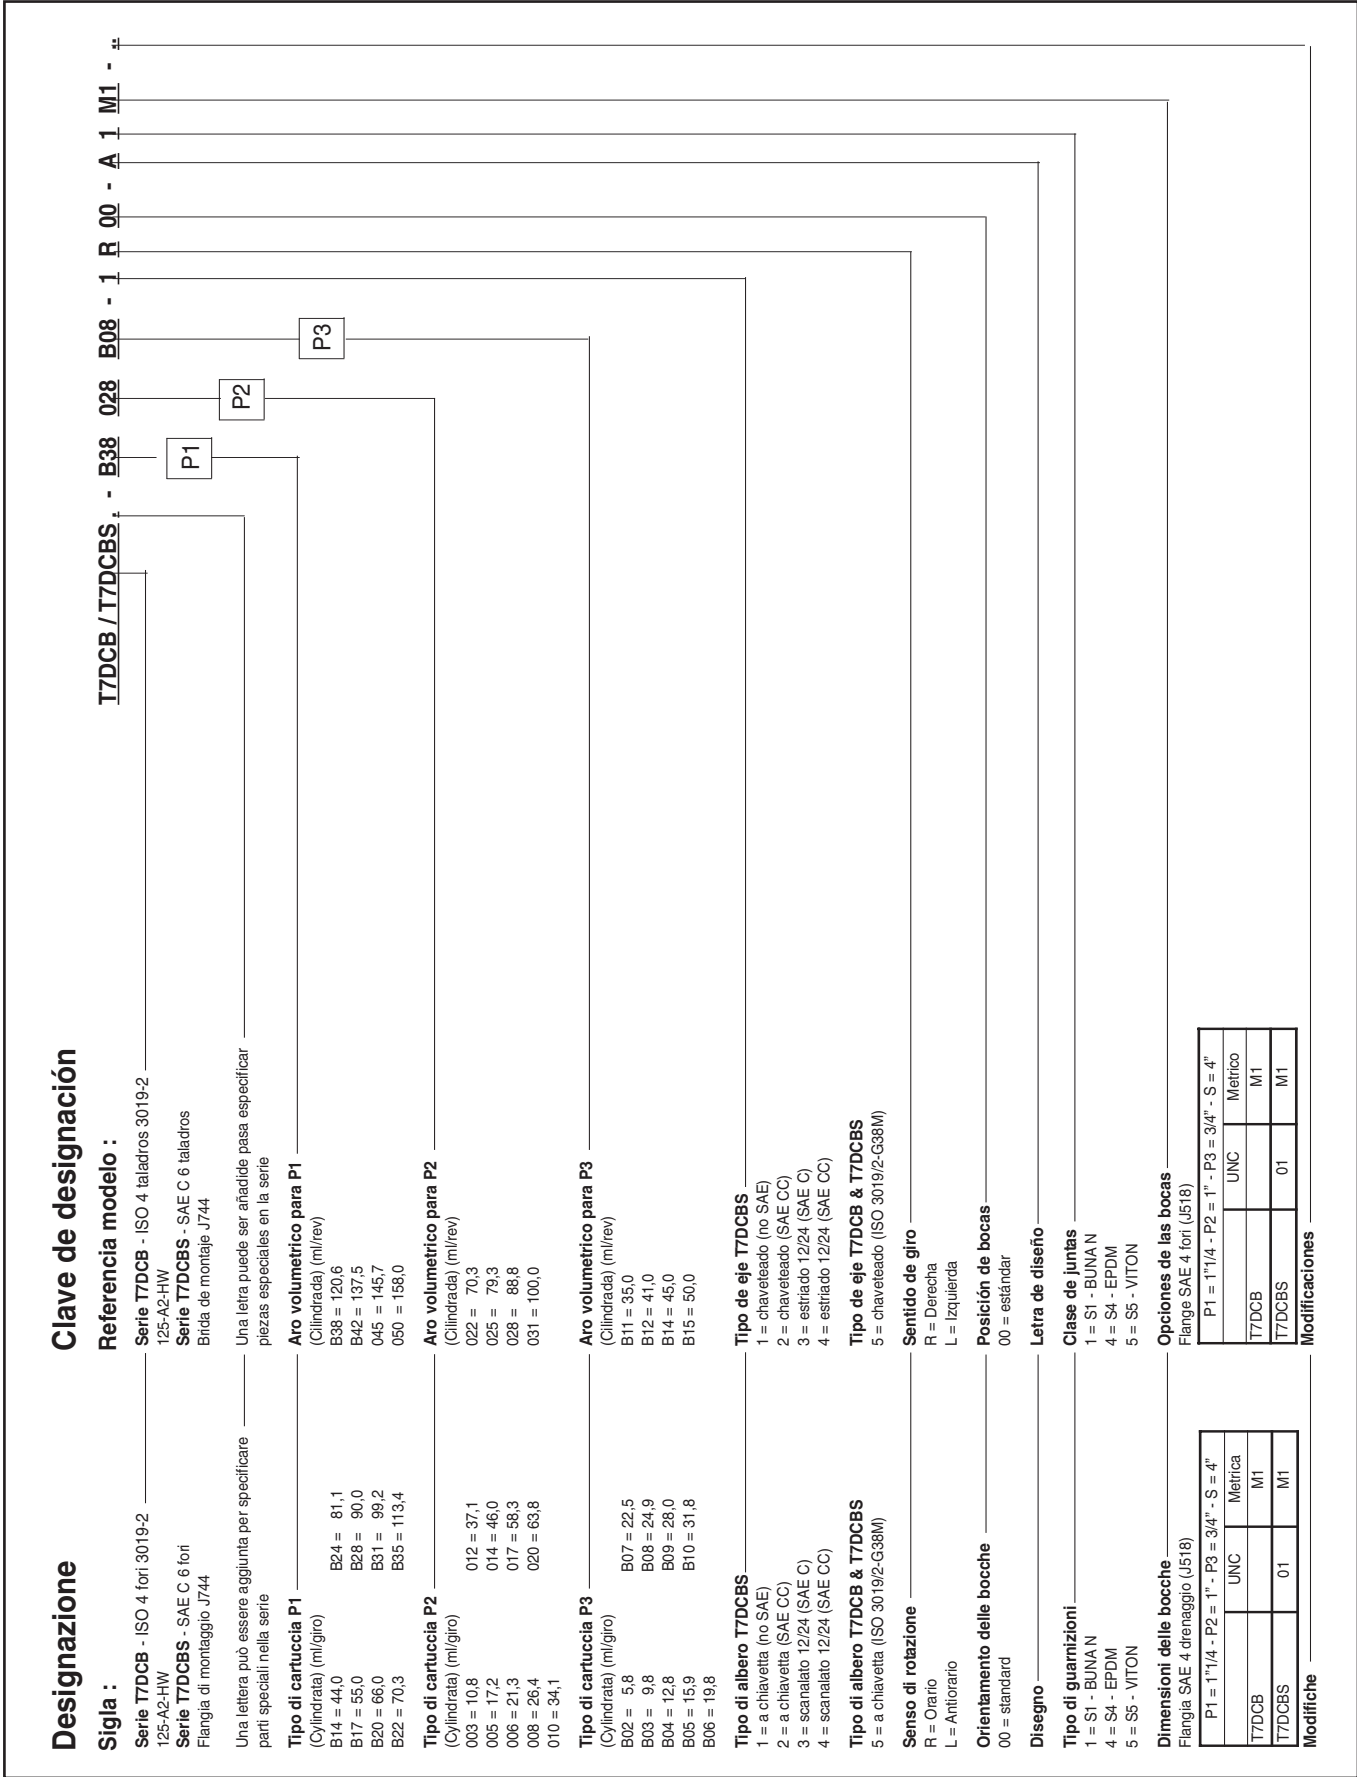 Designazione
Clave de designación
Sigla :
Referencia modelo :
T7DCB / T7DCBS . - B38 028 B08 - 1 R 00 - A 1 M1 - ..
P1
P2
P3
Serie T7DCB - ISO 4 fori 3019-2
125-A2-HW
Serie T7DCBS - SAE C 6 fori
Flangia di montaggio J744
Serie T7DCB - ISO 4 taladros 3019-2
125-A2-HW
Serie T7DCBS - SAE C 6 taladros
Brida de montaje J744
Una lettera può essere aggiunta per specificare
parti speciali nella serie
Una letra puede ser añadide pasa especificar
piezas especiales en la serie
Tipo di cartuccia P1
(Cylindrata) (ml/giro)
B14 = 44,0 B24 = 81,1
B17 = 55,0 B28 = 90,0
B20 = 66,0 B31 = 99,2
B22 = 70,3 B35 = 113,4
Aro volumetrico para P1
(Cilindrada) (ml/rev)
B38 = 120,6
B42 = 137,5
045 = 145,7
050 = 158,0
Tipo di cartuccia P2
(Cylindrata) (ml/giro)
003 = 10,8 012 = 37,1
005 = 17,2 014 = 46,0
006 = 21,3 017 = 58,3
008 = 26,4 020 = 63,8
010 = 34,1
Aro volumetrico para P2
(Cilindrada) (ml/rev)
022 = 70,3
025 = 79,3
028 = 88,8
031 = 100,0
Tipo di cartuccia P3
(Cylindrata) (ml/giro)
B02 = 5,8 B07 = 22,5
B03 = 9,8 B08 = 24,9
B04 = 12,8 B09 = 28,0
B05 = 15,9 B10 = 31,8
B06 = 19,8
Aro volumetrico para P3
(Cilindrada) (ml/rev)
B11 = 35,0
B12 = 41,0
B14 = 45,0
B15 = 50,0
Tipo di albero T7DCBS
1 = a chiavetta (no SAE)
2 = a chiavetta (SAE CC)
3 = scanalato 12/24 (SAE C)
4 = scanalato 12/24 (SAE CC)
Tipo de eje T7DCBS
1 = chaveteado (no SAE)
2 = chaveteado (SAE CC)
3 = estriado 12/24 (SAE C)
4 = estriado 12/24 (SAE CC)
Tipo di albero T7DCB & T7DCBS
5 = a chiavetta (ISO 3019/2-G38M)
Tipo de eje T7DCB & T7DCBS
5 = chaveteado (ISO 3019/2-G38M)
Senso di rotazione
R = Orario
L = Antiorario
Sentido de giro
R = Derecha
L = Izquierda
Orientamento delle bocche
00 = standard
Posición de bocas
00 = estándar
Disegno
Letra de diseño
Tipo di guarnizioni
1 = S1 - BUNA N
4 = S4 - EPDM
5 = S5 - VITON
Clase de juntas
1 = S1 - BUNA N
4 = S4 - EPDM
5 = S5 - VITON
Dimensioni delle bocche
Flangia SAE 4 drenaggio (J518)
P1 = 1"1/4 - P2 = 1" - P3 = 3/4" - S = 4"
UNC Metrica
T7DCB M1
T7DCBS 01 M1
Opciones de las bocas
Flange SAE 4 fori (J518)
P1 = 1"1/4 - P2 = 1" - P3 = 3/4" - S = 4"
UNC Metrico
T7DCB M1
T7DCBS 01 M1
Modifiche
Modificaciones